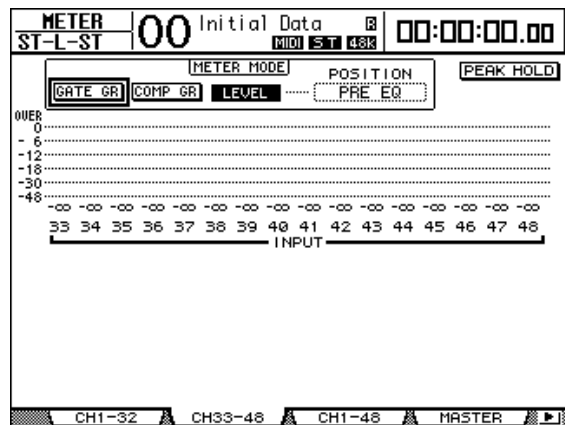 METER
ST-L-ST
00 Initial Data R
MIDI S.T 48K
00:00:00.00
METER MODE
POSITION
PEAK HOLD
GATE GR COMP GR LEVEL PRE EQ
OVER
0
- 6
-12
-18
-30
-48
-∞ -∞ -∞ -∞ -∞ -∞ -∞ -∞ -∞ -∞ -∞ -∞ -∞ -∞ -∞ -∞
33 34 35 36 37 38 39 40 41 42 43 44 45 46 47 48
INPUT
CH1-32 CH33-48 CH1-48 MASTER